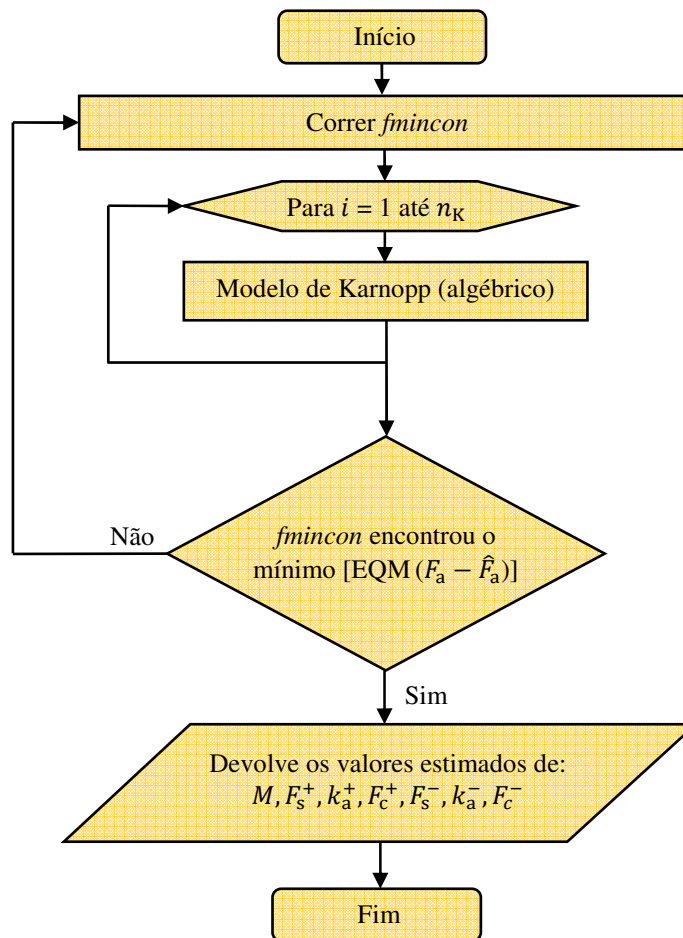 Início
Correr fmincon
Para i = 1 até n_K
Modelo de Karnopp (algébrico)
Não
fmincon encontrou o
mínimo [EQM (F_a − F̂_a)]
Sim
Devolve os valores estimados de:
M, F_s^+, k_a^+, F_c^+, F_s^-, k_a^-, F_c^-
Fim